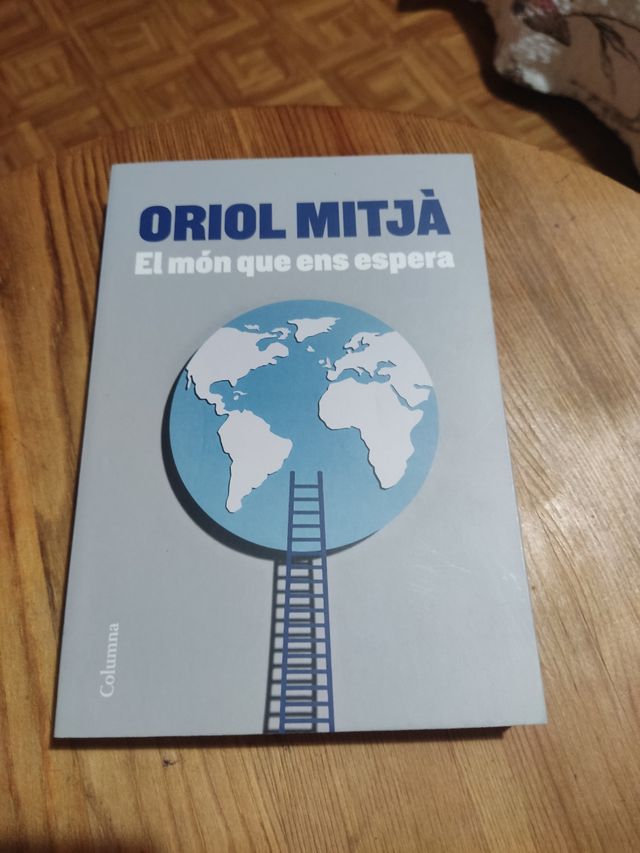 ORIOL MITJÀ
El món que ens espera
Columna